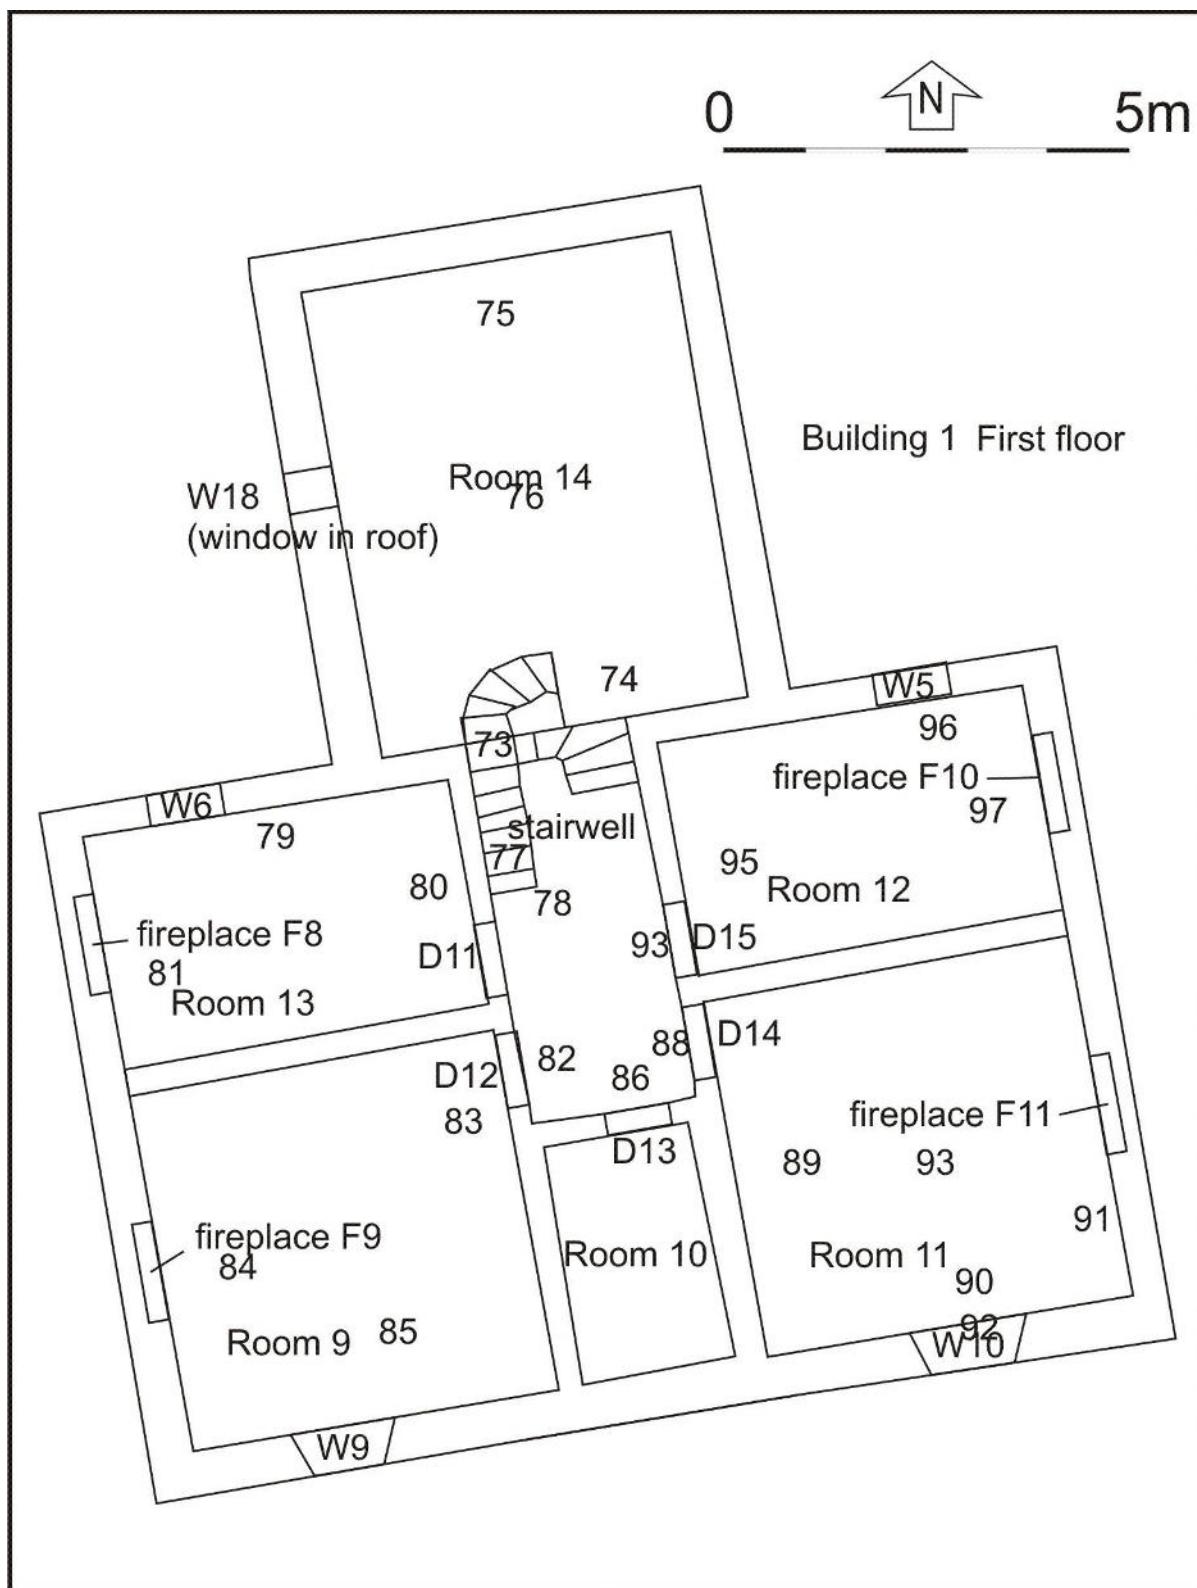 N
0
5m
75
Building 1 First floor
Room 14
76
W18
(window in roof)
74
W5
96
73
fireplace F10
97
W6
79
stairwell
77
95
80
Room 12
78
fireplace F8
93
D15
D11
81
Room 13
88
D14
82
D12
86
83
fireplace F11
D13
89
93
91
fireplace F9
84
Room 10
Room 11
90
Room 9
85
92
W10
W9